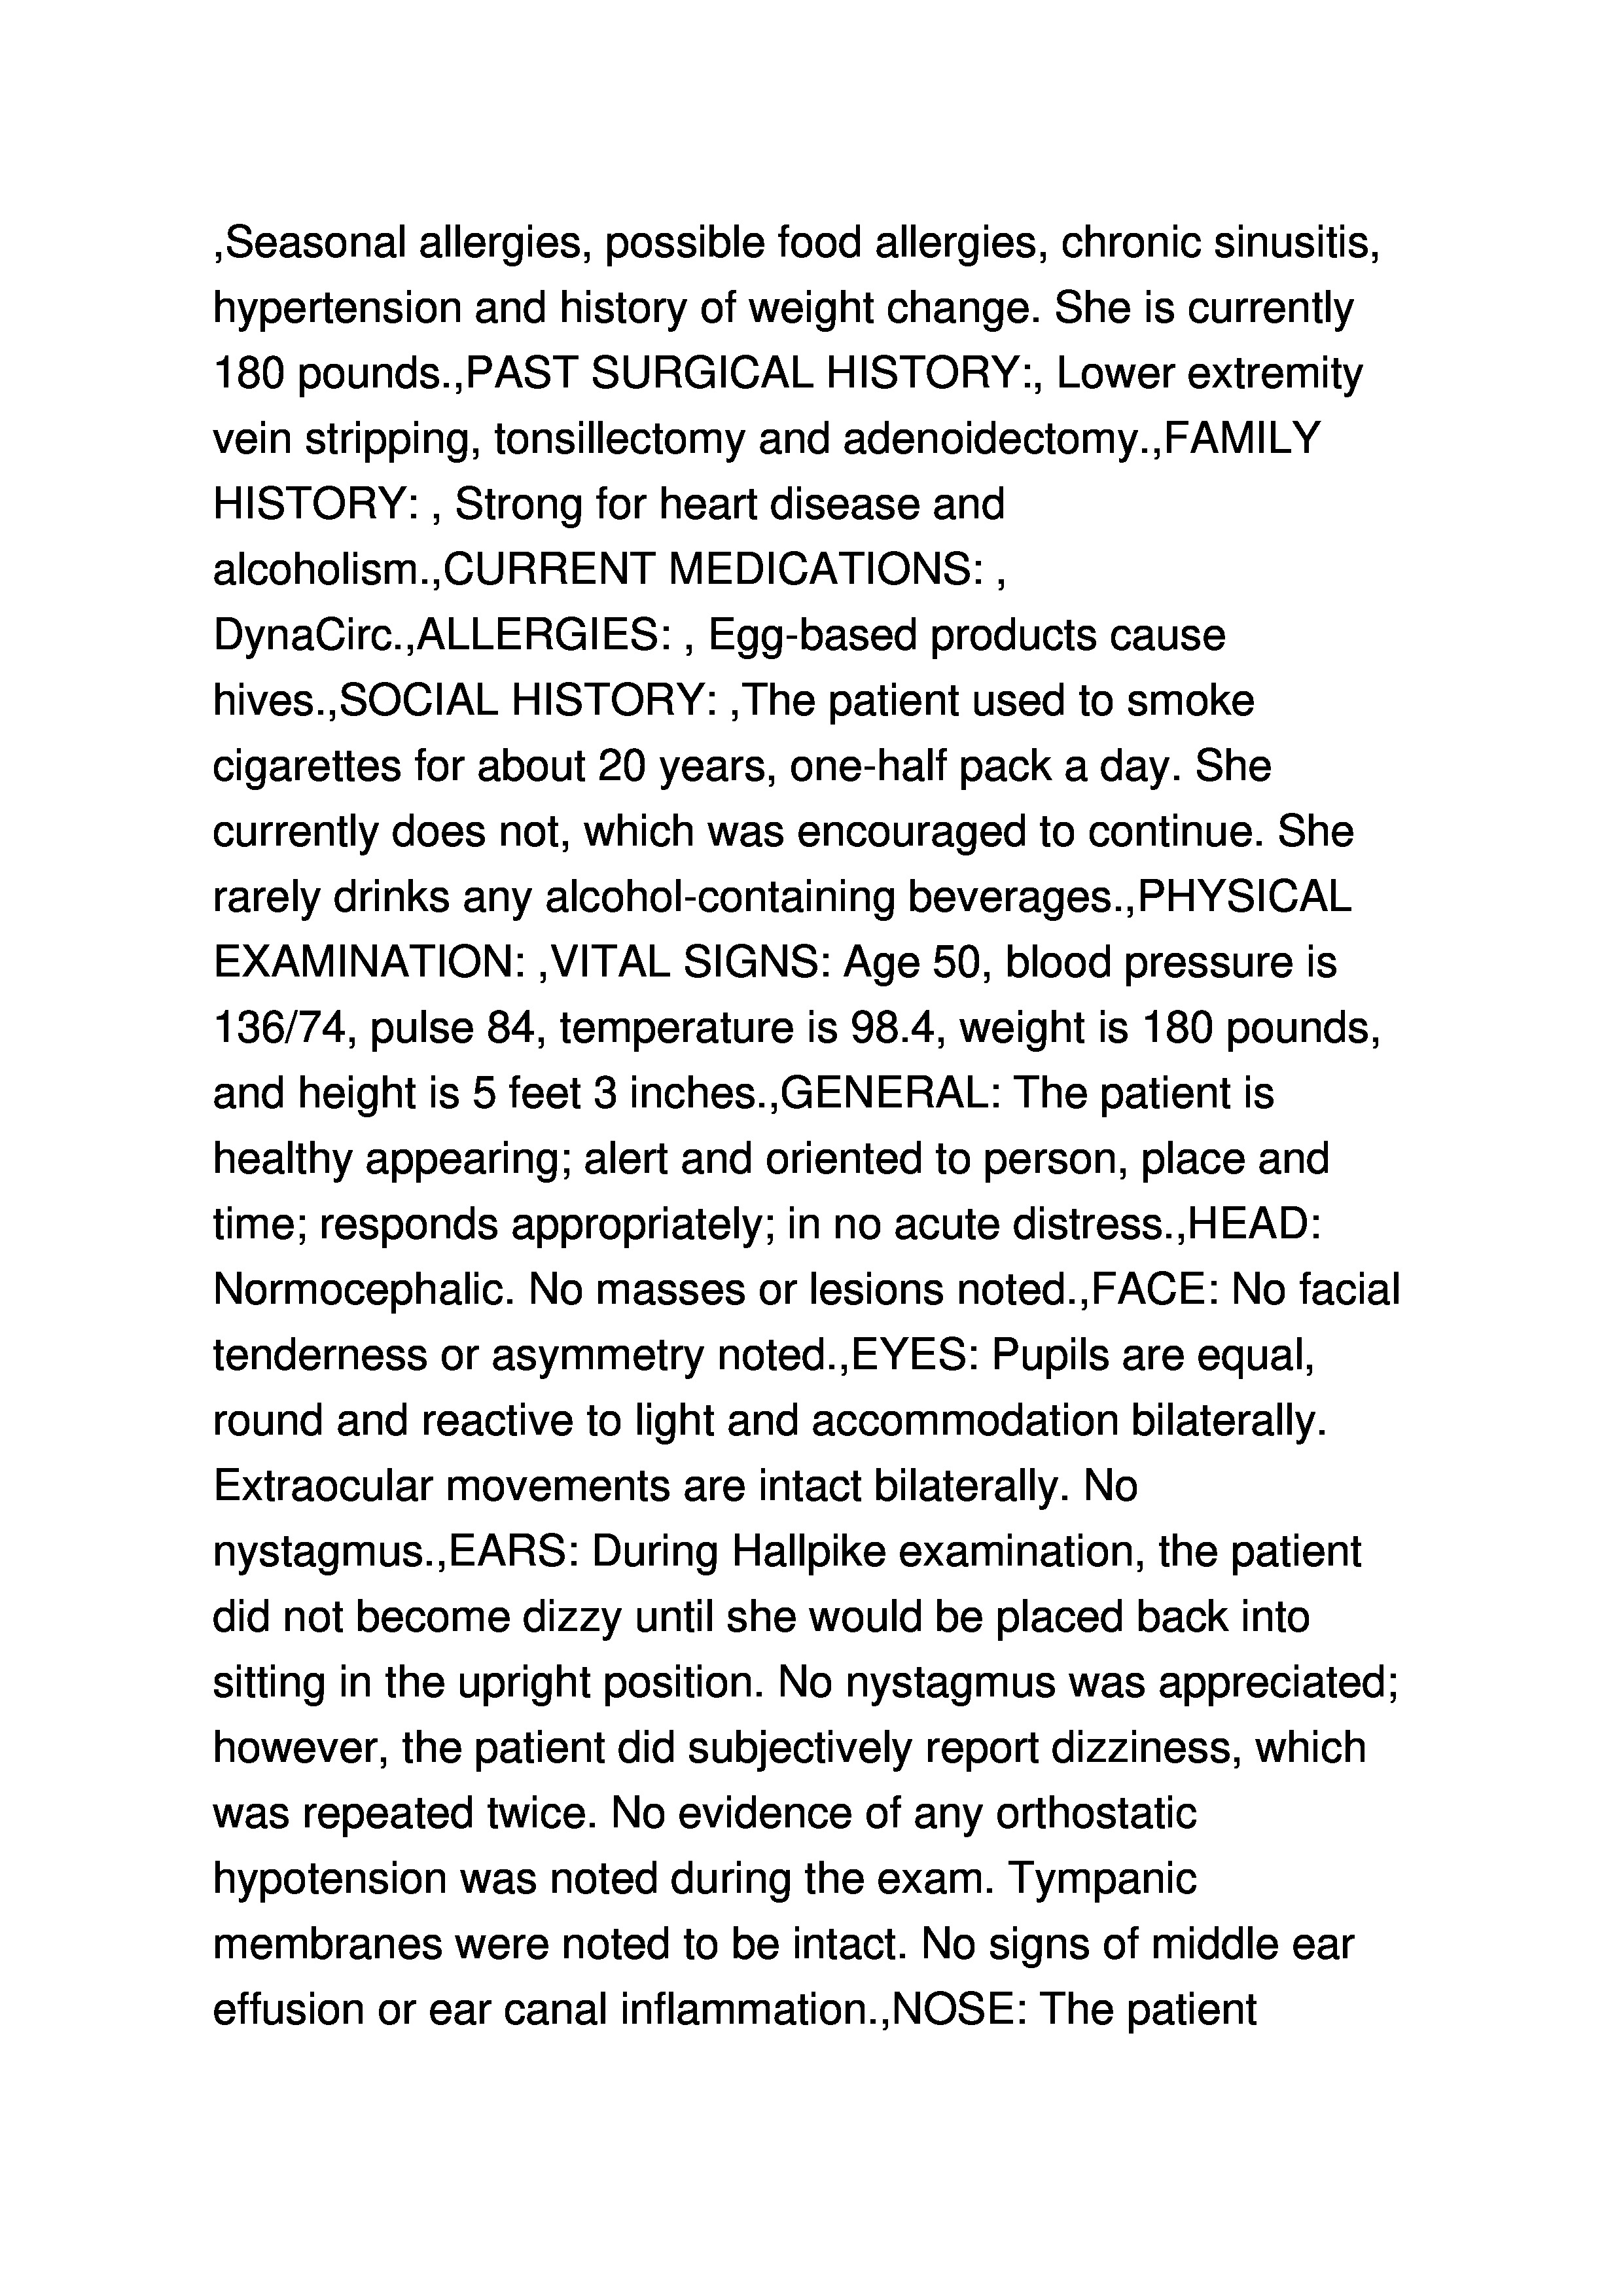 ,Seasonal allergies, possible food allergies, chronic sinusitis,
hypertension and history of weight change. She is currently
180 pounds.,PAST SURGICAL HISTORY:, Lower extremity
vein stripping, tonsillectomy and adenoidectomy.,FAMILY
HISTORY: , Strong for heart disease and
alcoholism.,CURRENT MEDICATIONS: ,
DynaCirc.,ALLERGIES: , Egg-based products cause
hives.,SOCIAL HISTORY: ,The patient used to smoke
cigarettes for about 20 years, one-half pack a day. She
currently does not, which was encouraged to continue. She
rarely drinks any alcohol-containing beverages.,PHYSICAL
EXAMINATION: ,VITAL SIGNS: Age 50, blood pressure is
136/74, pulse 84, temperature is 98.4, weight is 180 pounds,
and height is 5 feet 3 inches.,GENERAL: The patient is
healthy appearing; alert and oriented to person, place and
time; responds appropriately; in no acute distress.,HEAD:
Normocephalic. No masses or lesions noted.,FACE: No facial
tenderness or asymmetry noted.,EYES: Pupils are equal,
round and reactive to light and accommodation bilaterally.
Extraocular movements are intact bilaterally. No
nystagmus.,EARS: During Hallpike examination, the patient
did not become dizzy until she would be placed back into
sitting in the upright position. No nystagmus was appreciated;
however, the patient did subjectively report dizziness, which
was repeated twice. No evidence of any orthostatic
hypotension was noted during the exam. Tympanic
membranes were noted to be intact. No signs of middle ear
effusion or ear canal inflammation.,NOSE: The patient